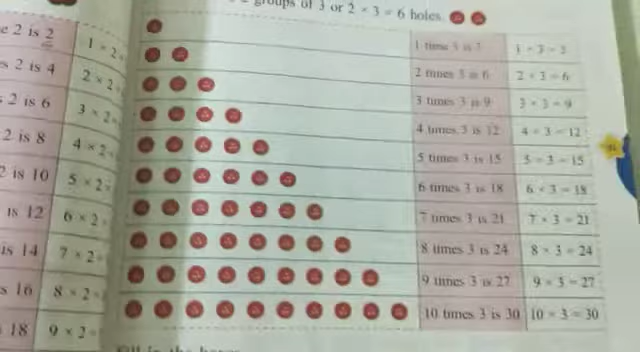 groups of 3 or 2 × 3 = 6 holes.
2 is 2
1 × 2
2 is 4
2 × 2
2 is 6
3 × 2
2 is 8
4 × 2
2 is 10
5 × 2
is 12
6 × 2
is 14
7 × 2
16
8 × 2
18
9 × 2
1 time 3 is 3 1 × 3 = 3
2 times 3 is 6 2 × 3 = 6
3 times 3 is 9 3 × 3 = 9
4 times 3 is 12 4 × 3 = 12
5 times 3 is 15 5 × 3 = 15
6 times 3 is 18 6 × 3 = 18
7 times 3 is 21 7 × 3 = 21
8 times 3 is 24 8 × 3 = 24
9 times 3 is 27 9 × 3 = 27
10 times 3 is 30 10 × 3 = 30